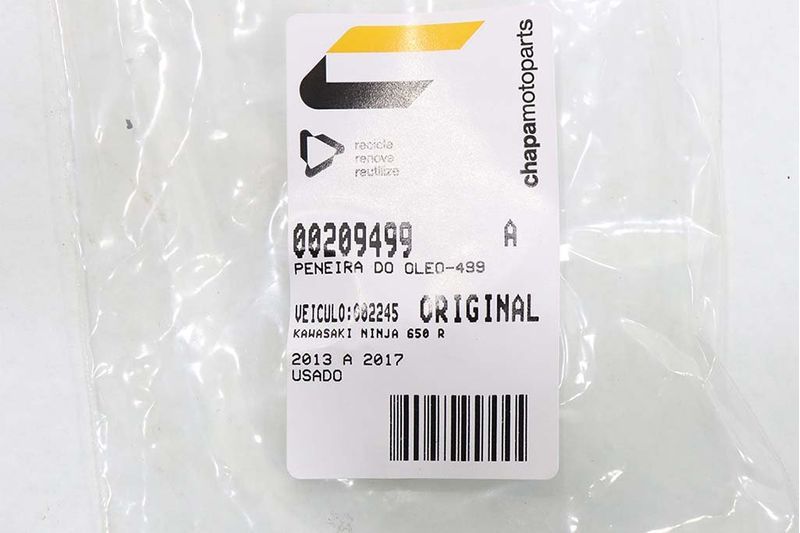 chapamotoparts
recicla
renove
reutilize
00209499 A
PENEIRA DO OLEO-499
VEICULO:002245 ORIGINAL
KAWASAKI NINJA 650 R
2013 A 2017
USADO